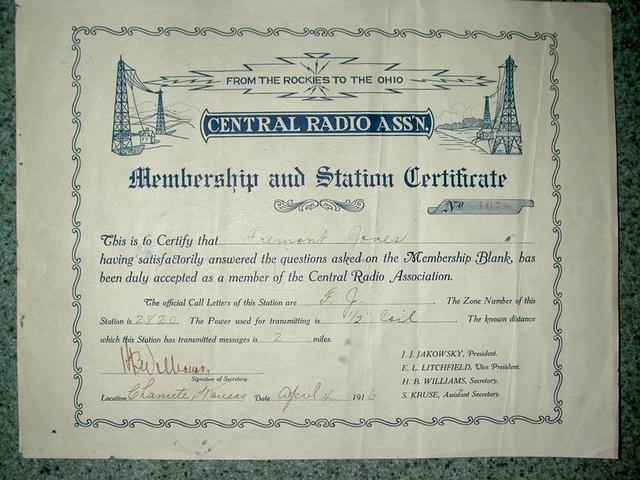 FROM THE ROCKIES TO THE OHIO
CENTRAL RADIO ASS'N.
Membership and Station Certificate
No 1078
This is to Certify that Fremont Jones
having satisfactorily answered the questions asked on the Membership Blank, has
been duly accepted as a member of the Central Radio Association.
The official Call Letters of this Station are F. J. The Zone Number of this
Station is 2820 The Power used for transmitting is 1/2" Coil The known distance
which this Station has transmitted messages is 2 miles.
HBWilliams.
Signature of Secretary.
Location Chanute Kansas Date April 4 1916
J. J. JAKOWSKY, President.
E. L. LITCHFIELD, Vice President.
H. B. WILLIAMS, Secretary.
S. KRUSE, Assistant Secretary.